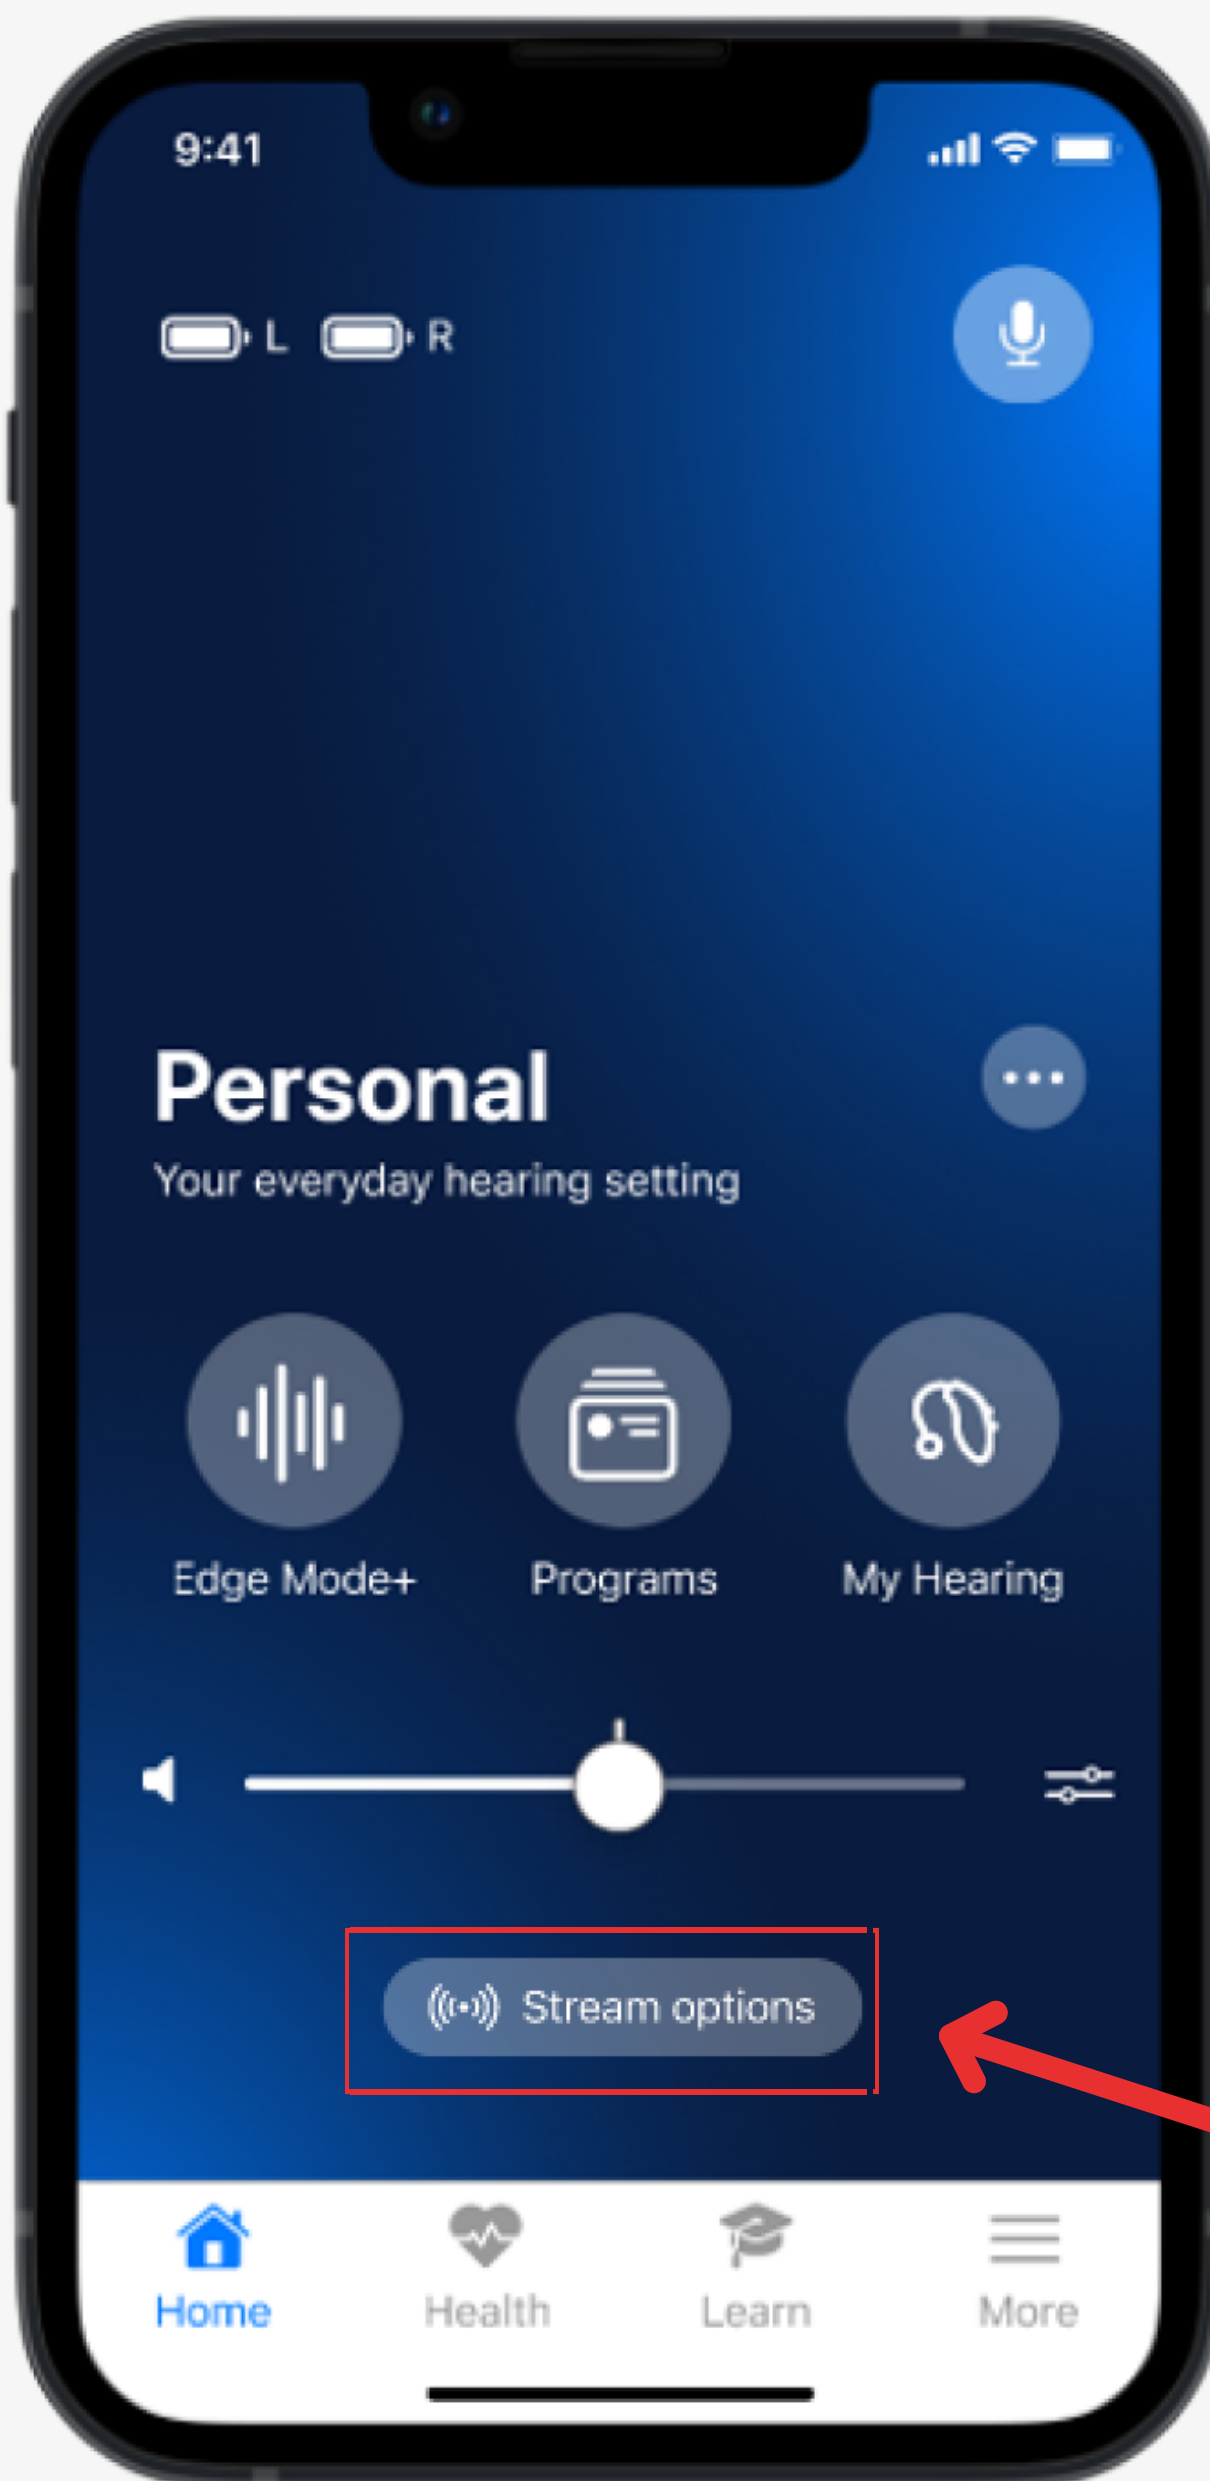 9:41
L R
Personal
Your everyday hearing setting
Edge Mode+ Programs My Hearing
Stream options
Home Health Learn More